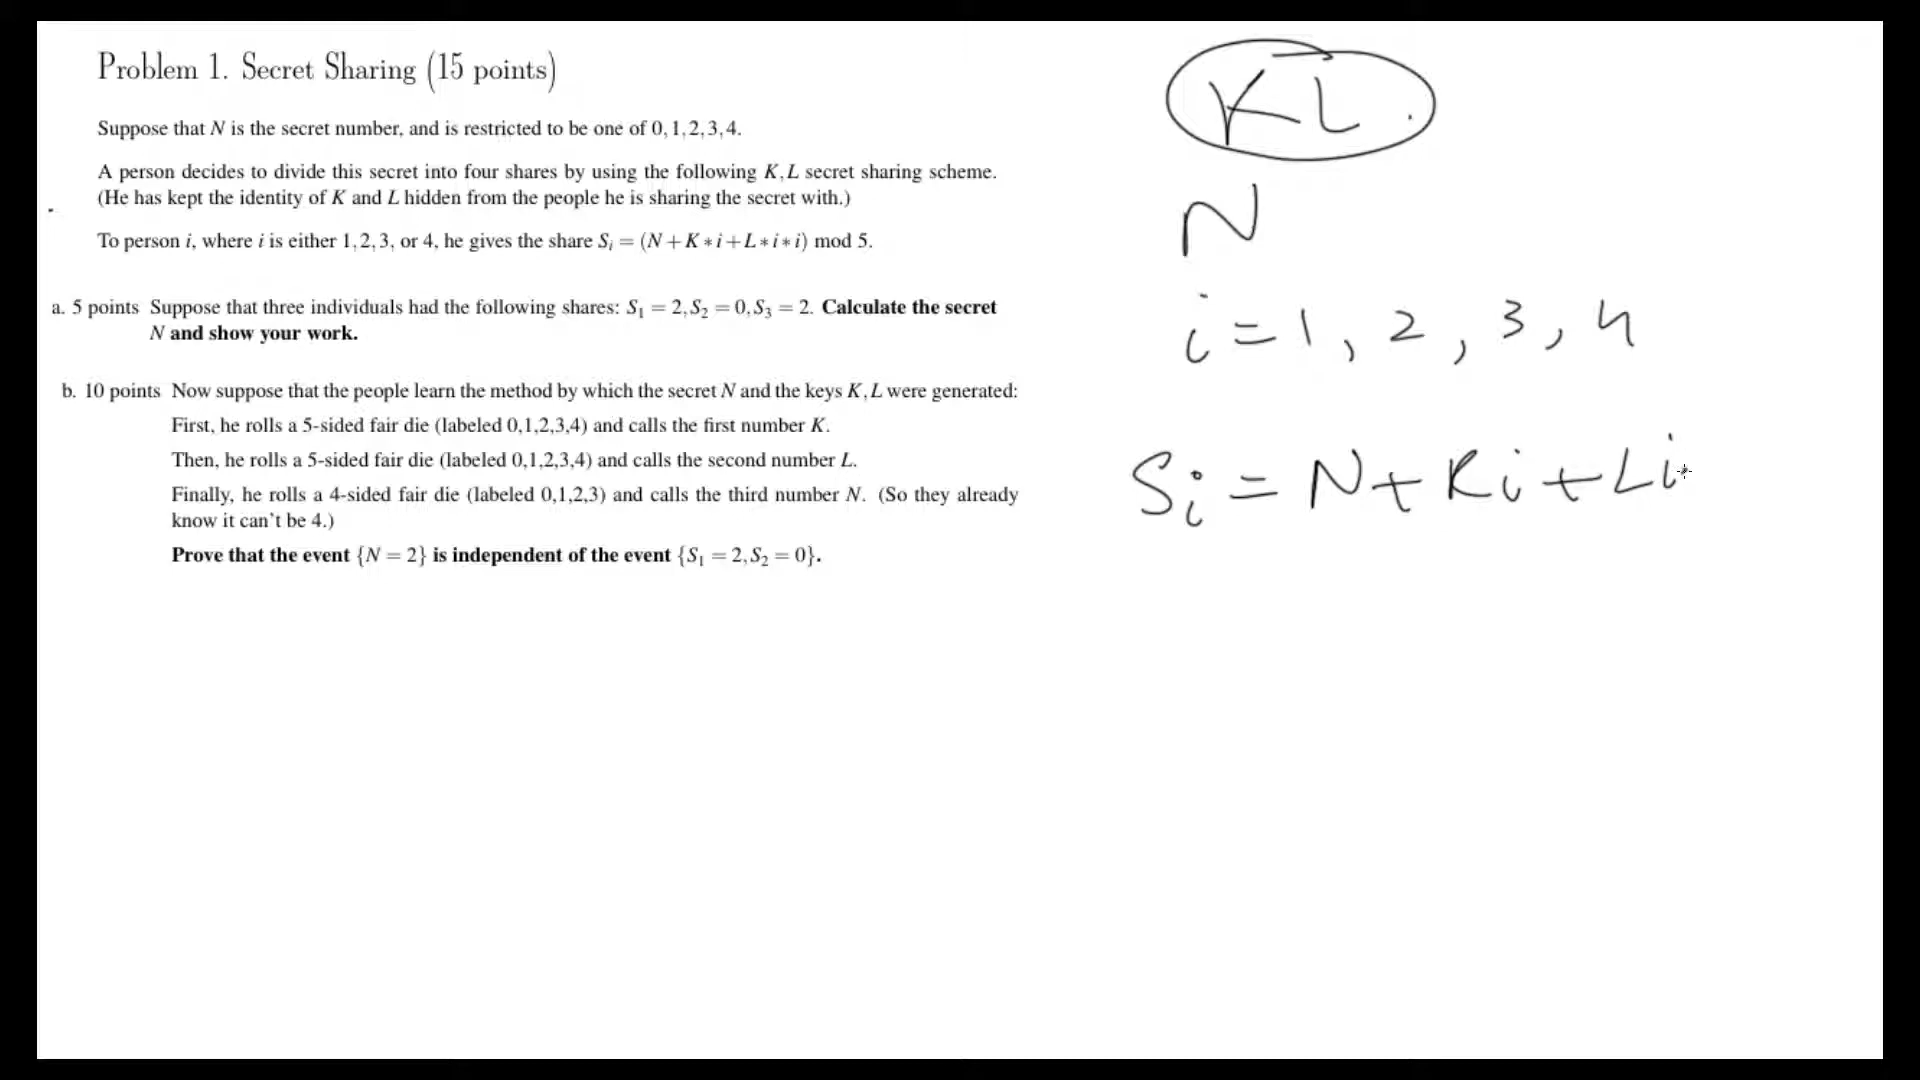 Problem 1. Secret Sharing (15 points)
Suppose that N is the secret number, and is restricted to be one of 0, 1, 2, 3, 4.
A person decides to divide this secret into four shares by using the following K, L secret sharing scheme.
(He has kept the identity of K and L hidden from the people he is sharing the secret with.)
To person i, where i is either 1, 2, 3, or 4, he gives the share Sᵢ = (N + K ∗ i + L ∗ i ∗ i) mod 5.
a. 5 points Suppose that three individuals had the following shares: S₁ = 2, S₂ = 0, S₃ = 2. Calculate the secret
N and show your work.
b. 10 points Now suppose that the people learn the method by which the secret N and the keys K, L were generated:
First, he rolls a 5-sided fair die (labeled 0,1,2,3,4) and calls the first number K.
Then, he rolls a 5-sided fair die (labeled 0,1,2,3,4) and calls the second number L.
Finally, he rolls a 4-sided fair die (labeled 0,1,2,3) and calls the third number N. (So they already
know it can't be 4.)
Prove that the event {N = 2} is independent of the event {S₁ = 2, S₂ = 0}.
K L .
N
i = 1, 2, 3, 4
Sᵢ = N + Ki + Li